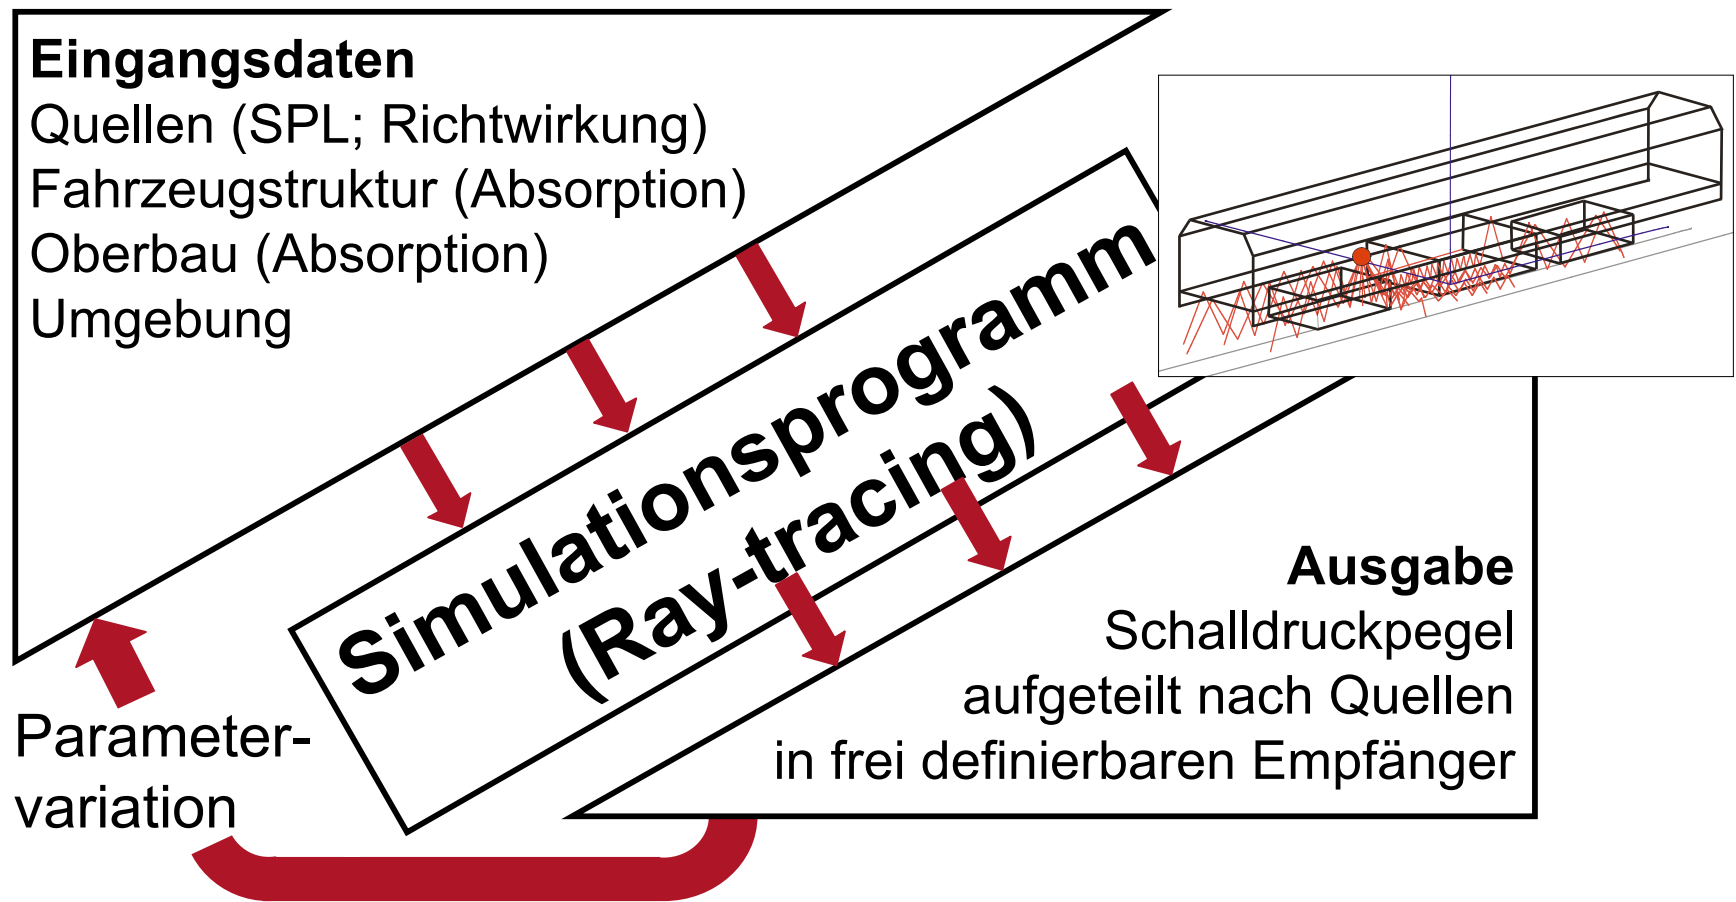 Eingangsdaten
Quellen (SPL; Richtwirkung)
Fahrzeugstruktur (Absorption)
Oberbau (Absorption)
Umgebung
Simulationsprogramm
(Ray-tracing)
Ausgabe
Schalldruckpegel
aufgeteilt nach Quellen
in frei definierbaren Empfänger
Parameter-
variation